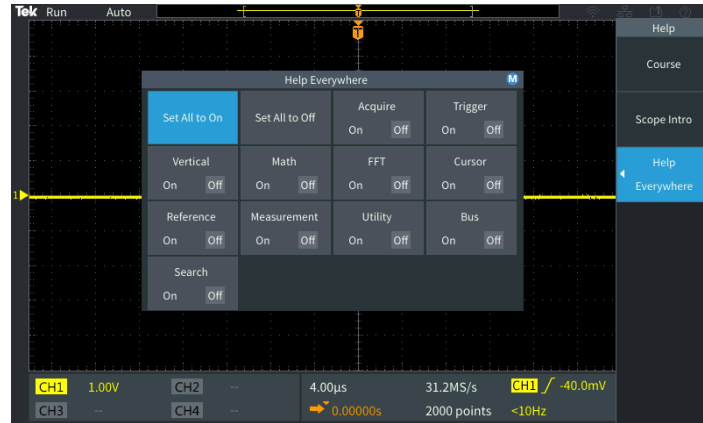 Tek Run Auto
T
T
Help
Course
Scope Intro
Help
Everywhere
Help Everywhere M
Set All to On
Set All to Off
Acquire
On Off
Trigger
On Off
Vertical
On Off
Math
On Off
FFT
On Off
Cursor
On Off
Reference
On Off
Measurement
On Off
Utility
On Off
Bus
On Off
Search
On Off
1
CH1 1.00V CH2 -- 4.00µs 31.2MS/s CH1 -40.0mV
CH3 -- CH4 -- 0.00000s 2000 points <10Hz